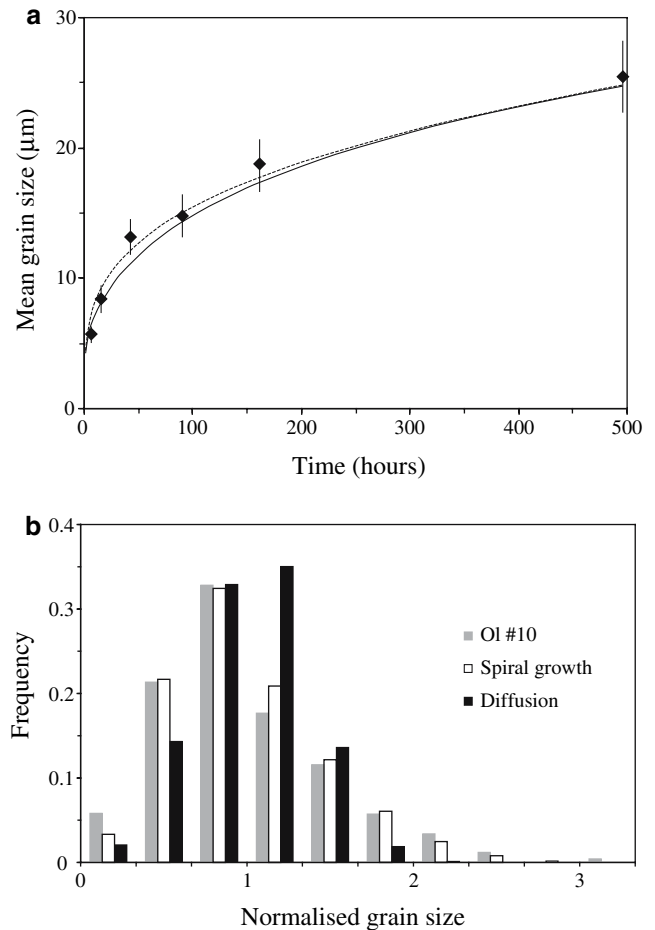 a
30
20
10
0
Mean grain size (μm)
0 100 200 300 400 500
Time (hours)
b
0.4
0.3
0.2
0.1
0
Frequency
Ol #10
Spiral growth
Diffusion
0 1 2 3
Normalised grain size